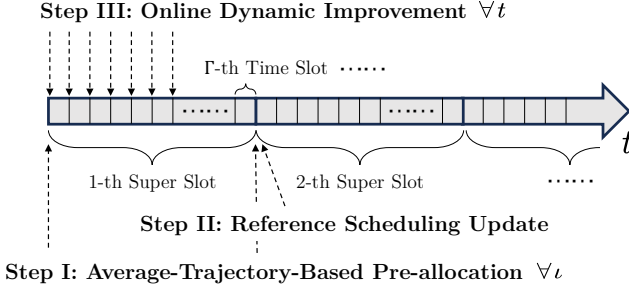 Step III: Online Dynamic Improvement ∀t
Γ-th Time Slot ⋯⋯
⋯⋯ ⋯⋯
t
1-th Super Slot 2-th Super Slot ⋯⋯
Step II: Reference Scheduling Update
Step I: Average-Trajectory-Based Pre-allocation ∀ι